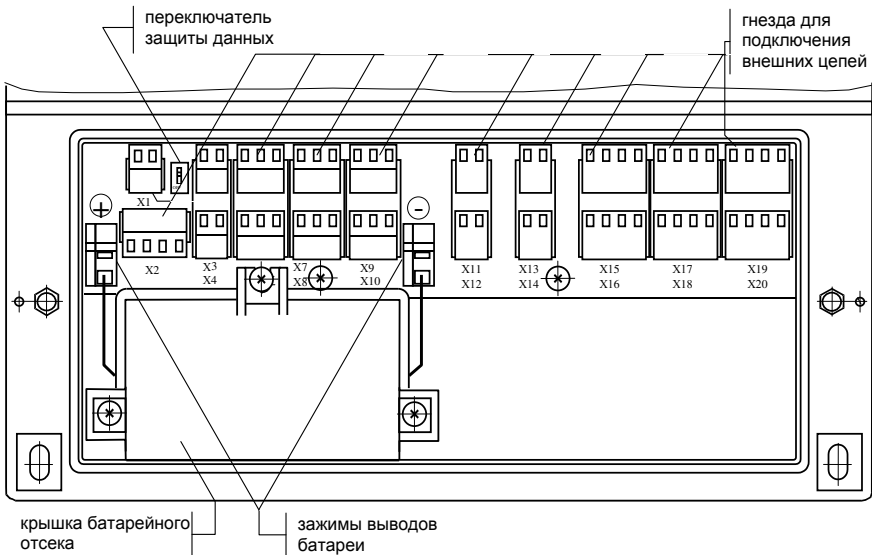 переключатель
защиты данных
гнезда для
подключения
внешних цепей
X1
+
-
X2
X3
X4
X7
X8
X9
X10
X11
X12
X13
X14
X15
X16
X17
X18
X19
X20
крышка батарейного
отсека
зажимы выводов
батареи